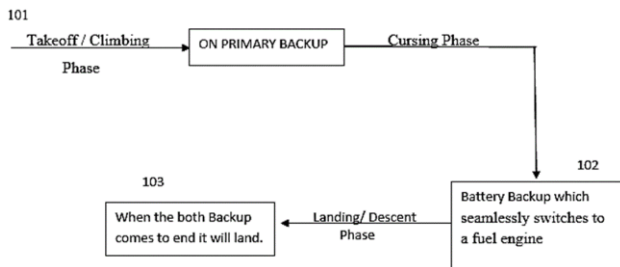 101
Takeoff / Climbing
Phase
ON PRIMARY BACKUP
Cursing Phase
102
Battery Backup which
seamlessly switches to
a fuel engine
Landing/ Descent
Phase
103
When the both Backup
comes to end it will land.